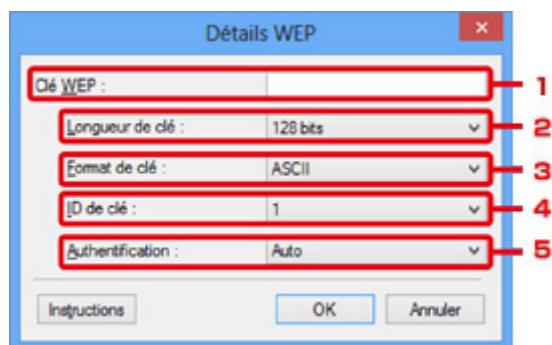 Détails WEP
Clé WEP : 1
Longueur de clé : 128 bits 2
Format de clé : ASCII 3
ID de clé : 1 4
Authentification : Auto 5
Instructions OK Annuler